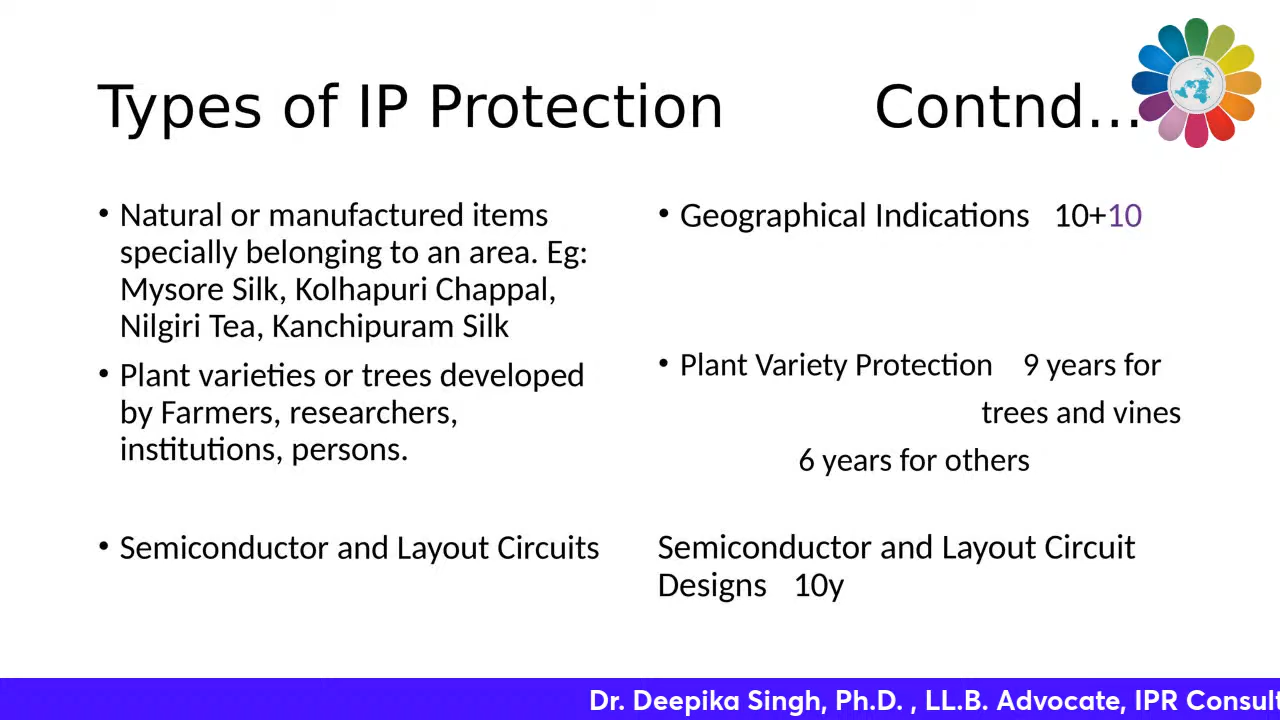 Types of IP Protection Contnd...
• Natural or manufactured items
specially belonging to an area. Eg:
Mysore Silk, Kolhapuri Chappal,
Nilgiri Tea, Kanchipuram Silk
• Plant varieties or trees developed
by Farmers, researchers,
institutions, persons.
• Semiconductor and Layout Circuits
• Geographical Indications 10+10
• Plant Variety Protection 9 years for
trees and vines
6 years for others
Semiconductor and Layout Circuit
Designs 10y
Dr. Deepika Singh, Ph.D. , LL.B. Advocate, IPR Consult